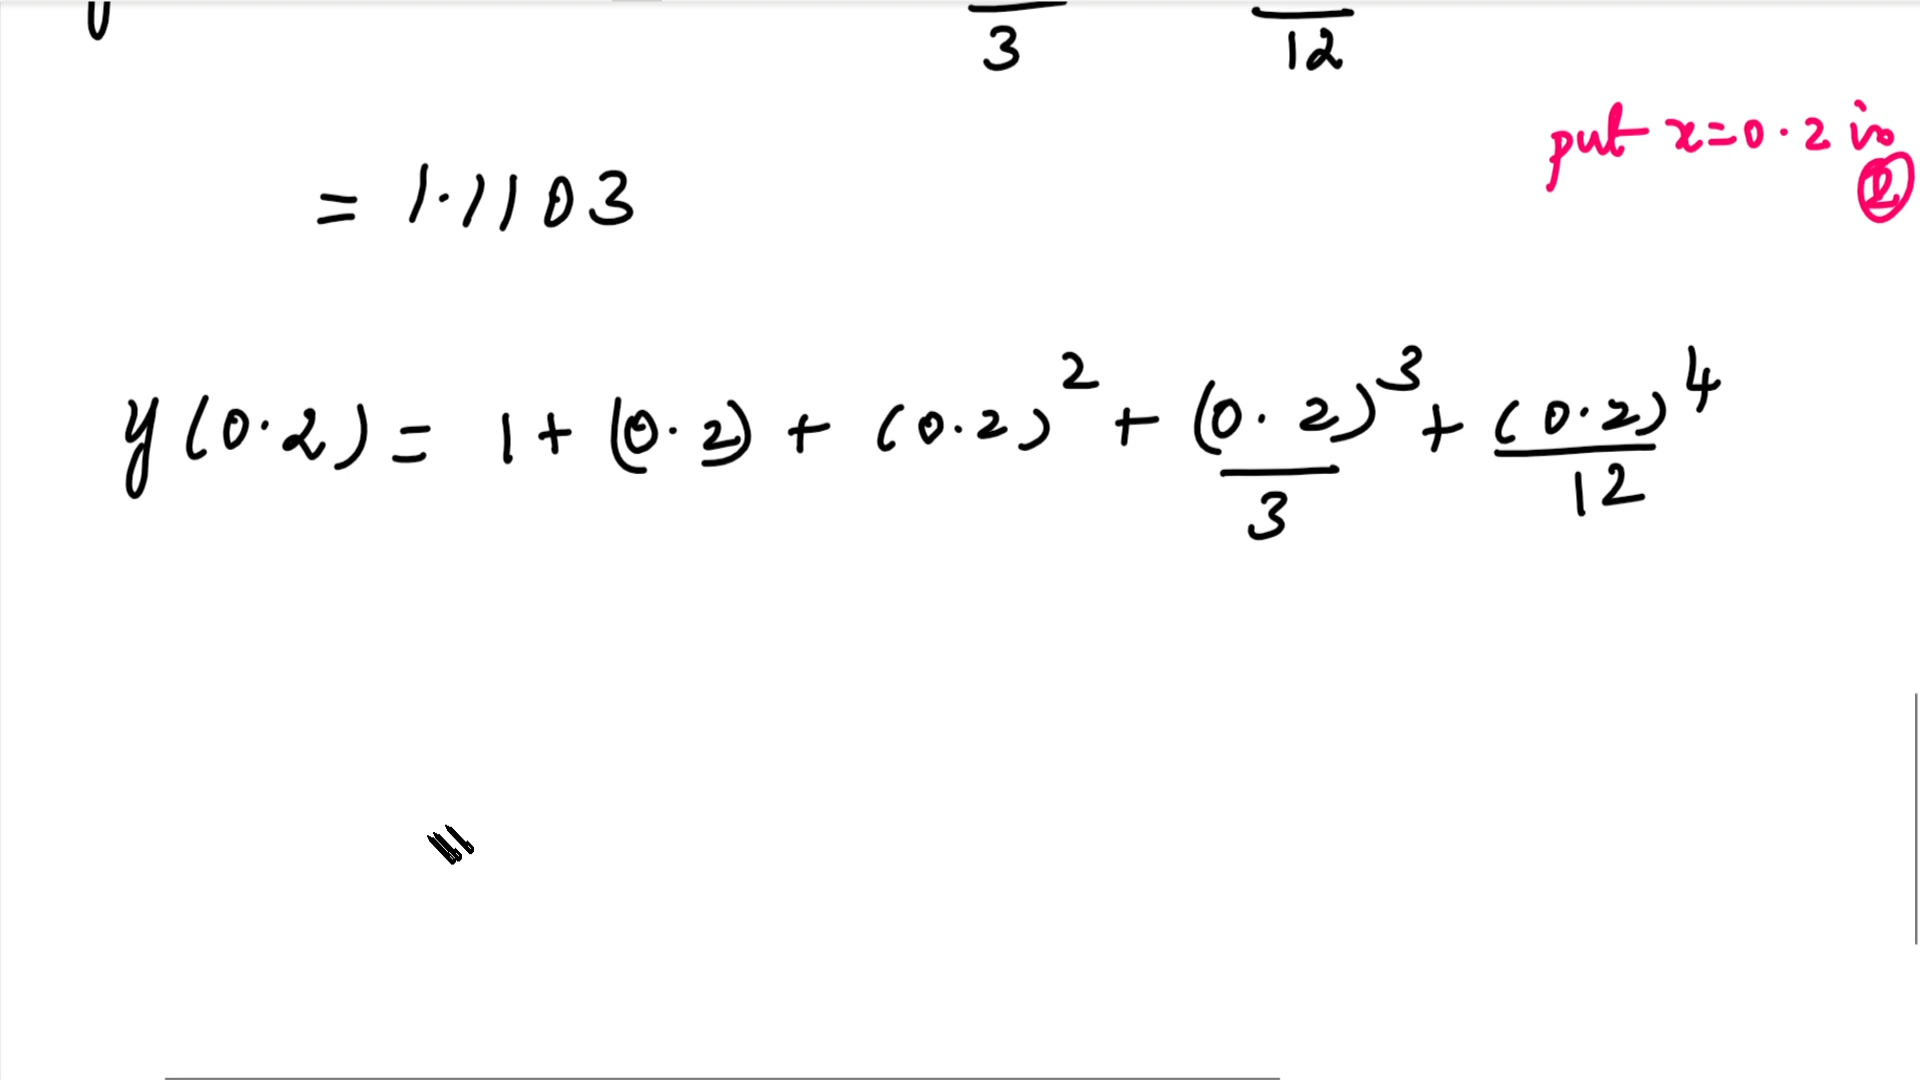 3 12
put x=0.2 in
②
= 1.1103
y(0.2) = 1 + (0.2) + (0.2)² + (0.2)³/3 + (0.2)⁴/12